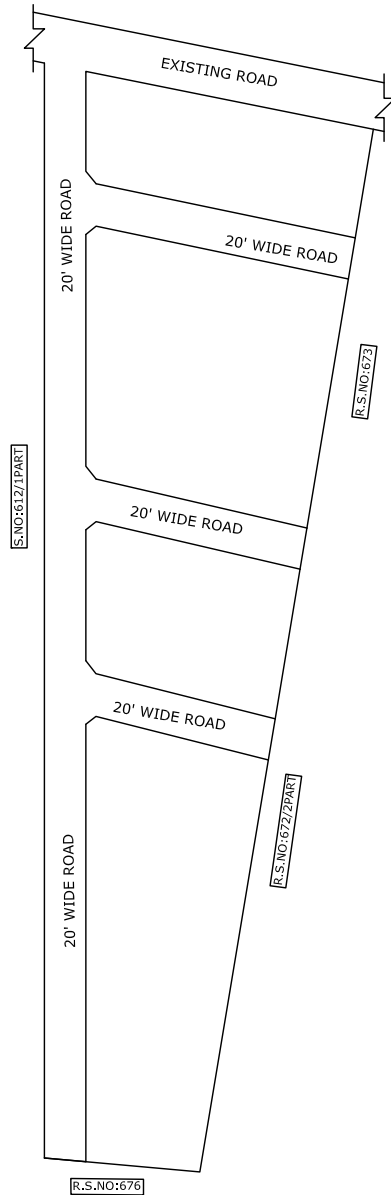 EXISTING ROAD
20' WIDE ROAD
20' WIDE ROAD
R.S.NO:673
S.NO:612/1PART
20' WIDE ROAD
20' WIDE ROAD
R.S.NO:672/2PART
20' WIDE ROAD
R.S.NO:676